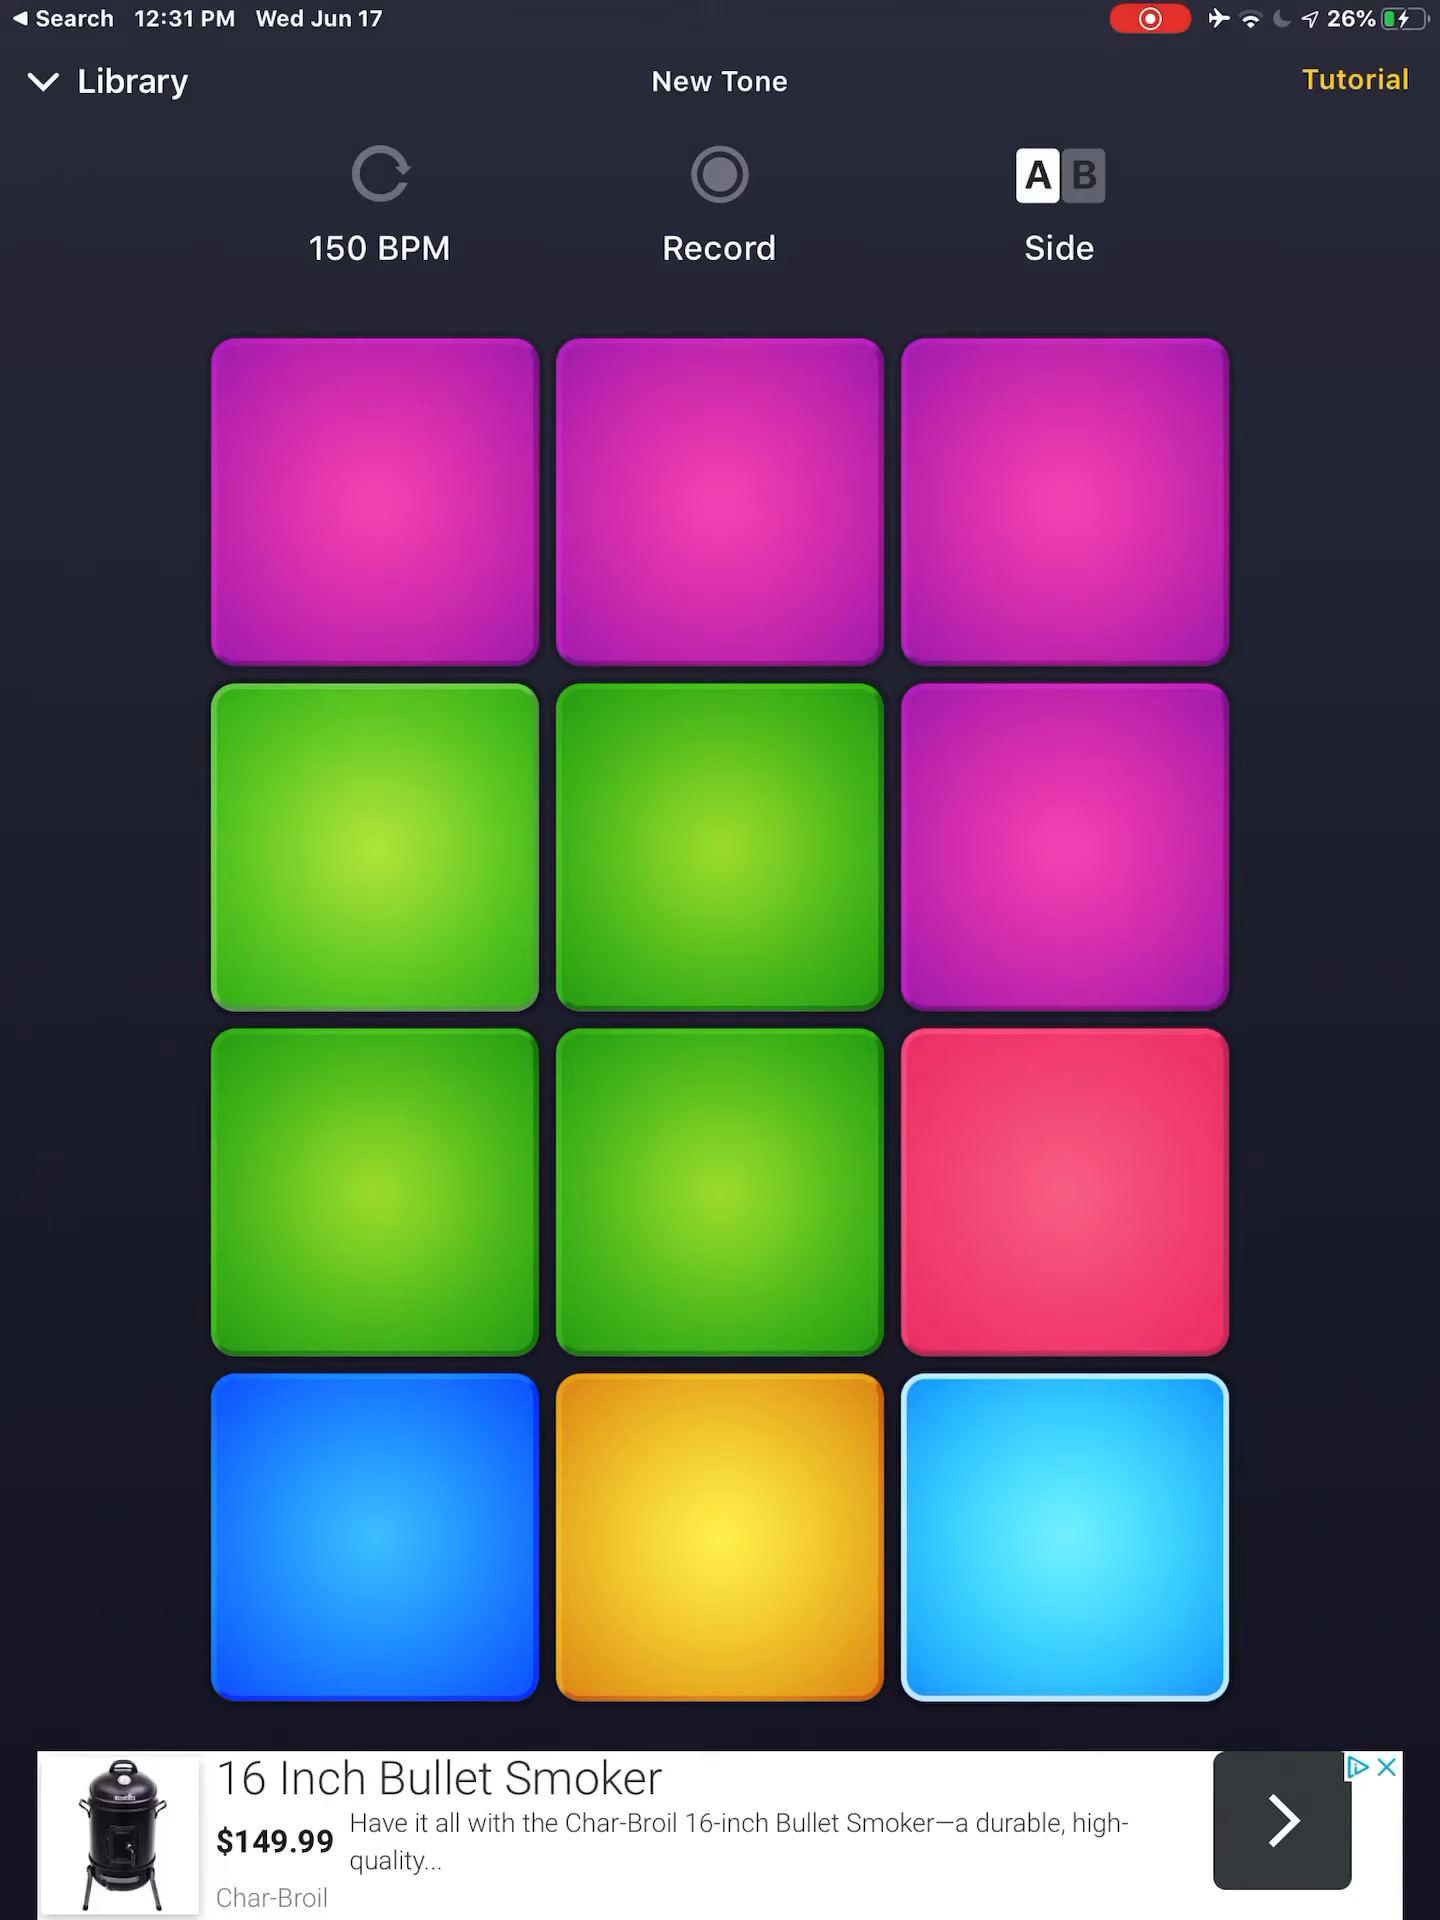 Search 12:31 PM Wed Jun 17 26%
Library New Tone Tutorial
A B
150 BPM Record Side
16 Inch Bullet Smoker
$149.99 Have it all with the Char-Broil 16-inch Bullet Smoker—a durable, high-
quality...
Char-Broil